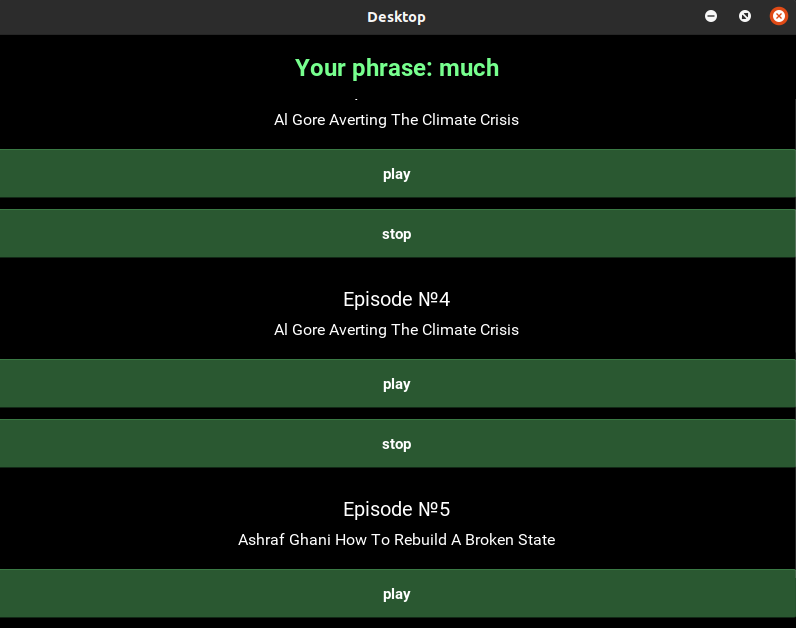 Desktop
Your phrase: much
Al Gore Averting The Climate Crisis
play
stop
Episode №4
Al Gore Averting The Climate Crisis
play
stop
Episode №5
Ashraf Ghani How To Rebuild A Broken State
play